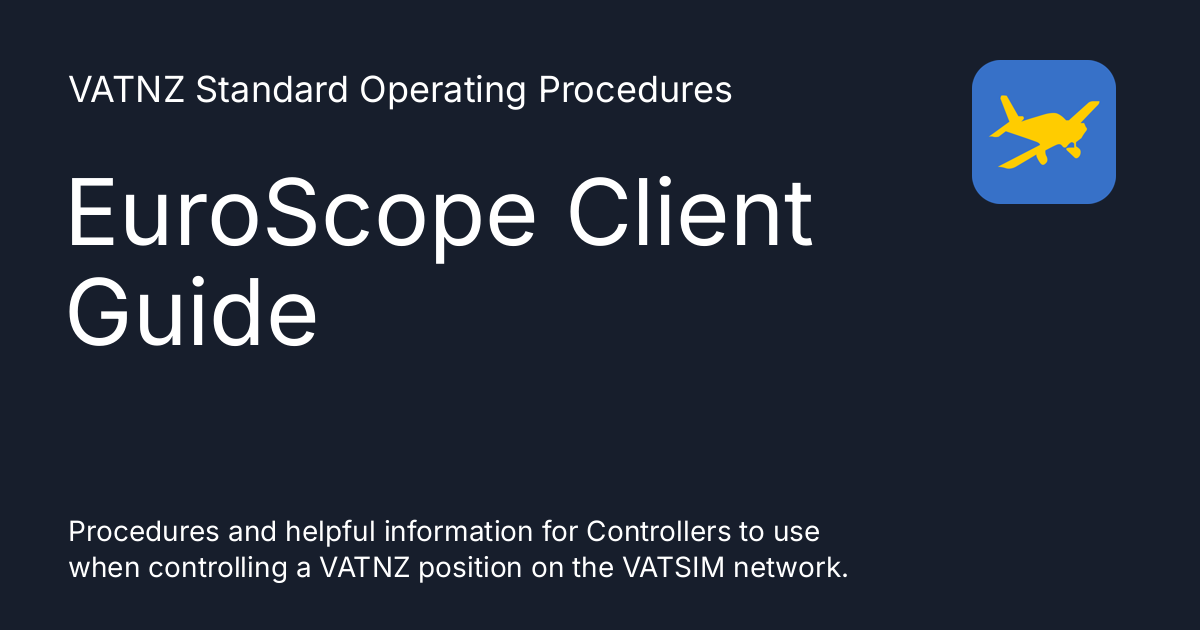 VATNZ Standard Operating Procedures
EuroScope Client
Guide
Procedures and helpful information for Controllers to use
when controlling a VATNZ position on the VATSIM network.